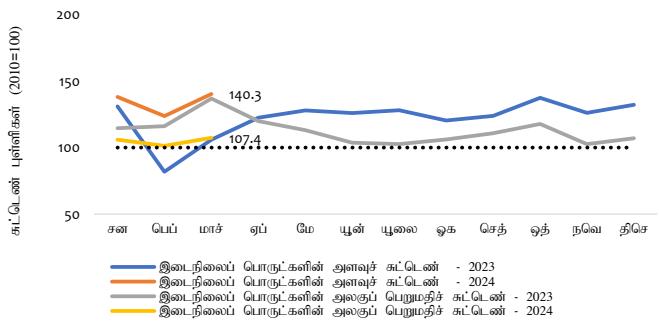 சுட்டெண் புள்ளிகள் (2010=100)
200
150
100
50
140.3
107.4
சன பெப் மாச் ஏப் மே யூன் யூலை ஓக செத் ஒத் நவெ திசெ
இடைநிலைப் பொருட்களின் அளவுச் சுட்டெண் - 2023
இடைநிலைப் பொருட்களின் அளவுச் சுட்டெண் - 2024
இடைநிலைப் பொருட்களின் அலகுப் பெறுமதிச் சுட்டெண் - 2023
இடைநிலைப் பொருட்களின் அலகுப் பெறுமதிச் சுட்டெண் - 2024